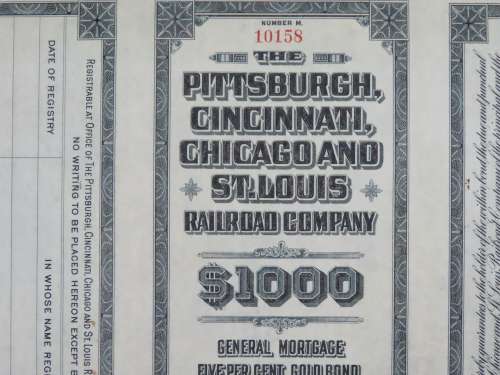 DATE OF REGISTRY
IN WHOSE NAME REG
REGISTRABLE AT OFFICE OF THE PITTSBURGH, CINCINNATI, CHICAGO AND ST. LOUIS R
NO WRITING TO BE PLACED HEREON EXCEPT B
NUMBER M.
10158
THE
PITTSBURGH,
CINCINNATI,
CHICAGO AND
ST. LOUIS
RAILROAD COMPANY
$1000
GENERAL MORTGAGE
FIVE PER CENT. GOLD BOND